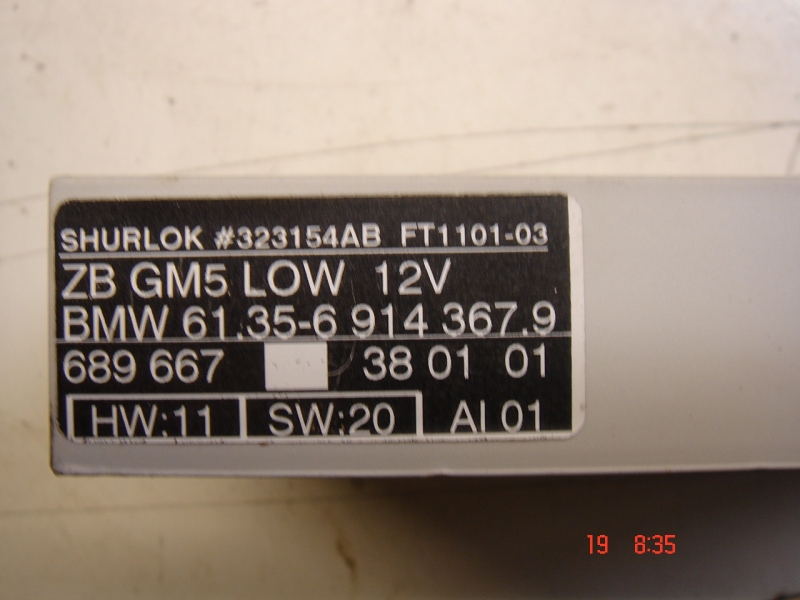 SHURLOK #323154AB FT1101-03
ZB GM5 LOW 12V
BMW 61.35-6 914 367.9
689 667 38 01 01
HW:11 SW:20 AI 01
19 8:35